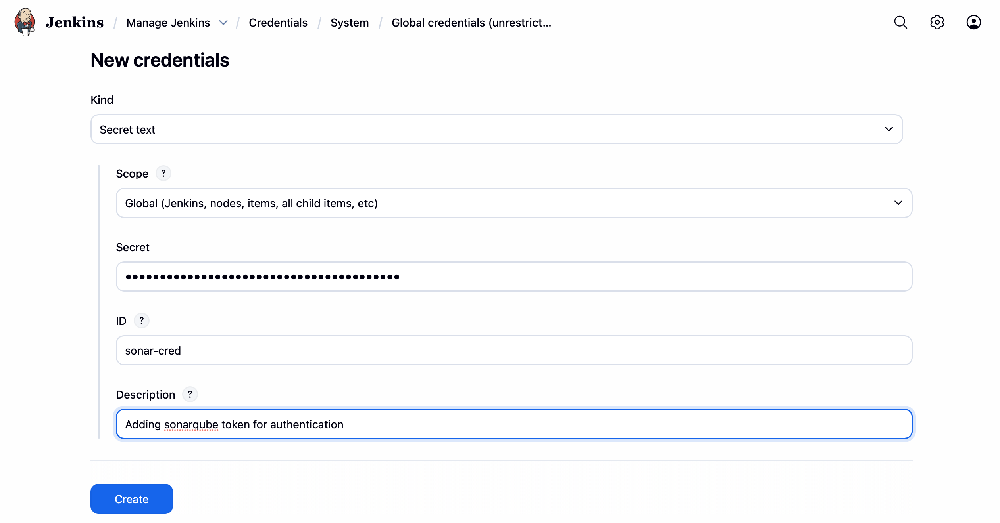 Jenkins / Manage Jenkins / Credentials / System / Global credentials (unrestrict...
New credentials
Kind
Secret text
Scope ?
Global (Jenkins, nodes, items, all child items, etc)
Secret
••••••••••••••••••••••••••••••••••••••••
ID ?
sonar-cred
Description ?
Adding sonarqube token for authentication
Create